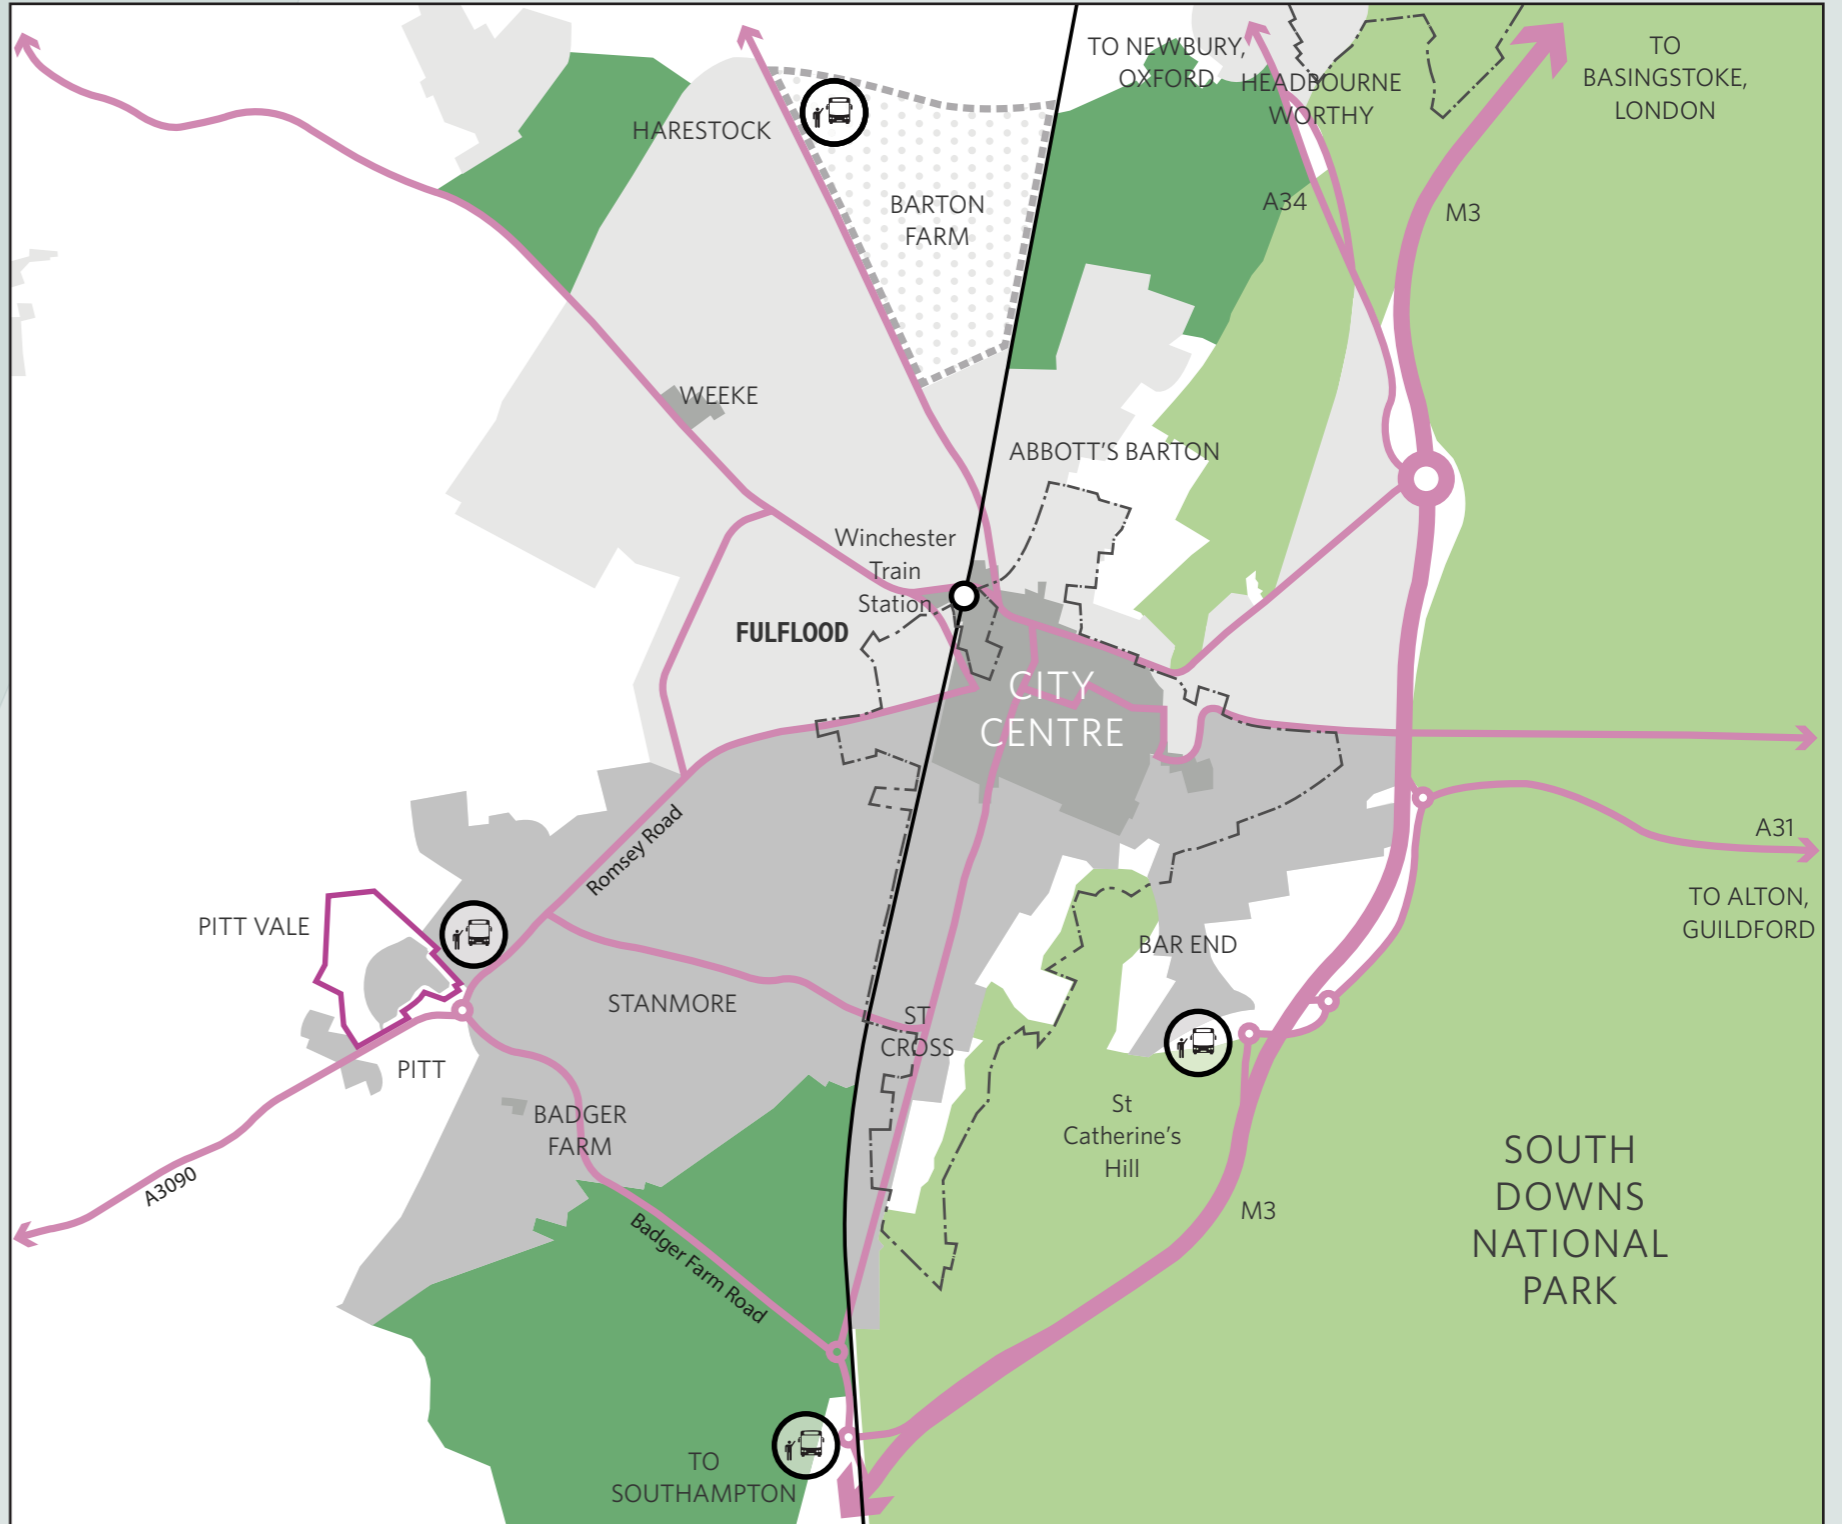 TO NEWBURY,
OXFORD
HEADBOURNE
WORTHY
TO
BASINGSTOKE,
LONDON
HARESTOCK
BARTON
FARM
A34
M3
WEEKE
ABBOTT'S BARTON
Winchester
Train
Station
FULFLOOD
CITY
CENTRE
Romsey Road
A31
TO ALTON,
GUILDFORD
PITT VALE
BAR END
STANMORE
ST
CROSS
PITT
BADGER
FARM
St
Catherine's
Hill
SOUTH
DOWNS
NATIONAL
PARK
A3090
M3
Badger Farm Road
TO
SOUTHAMPTON